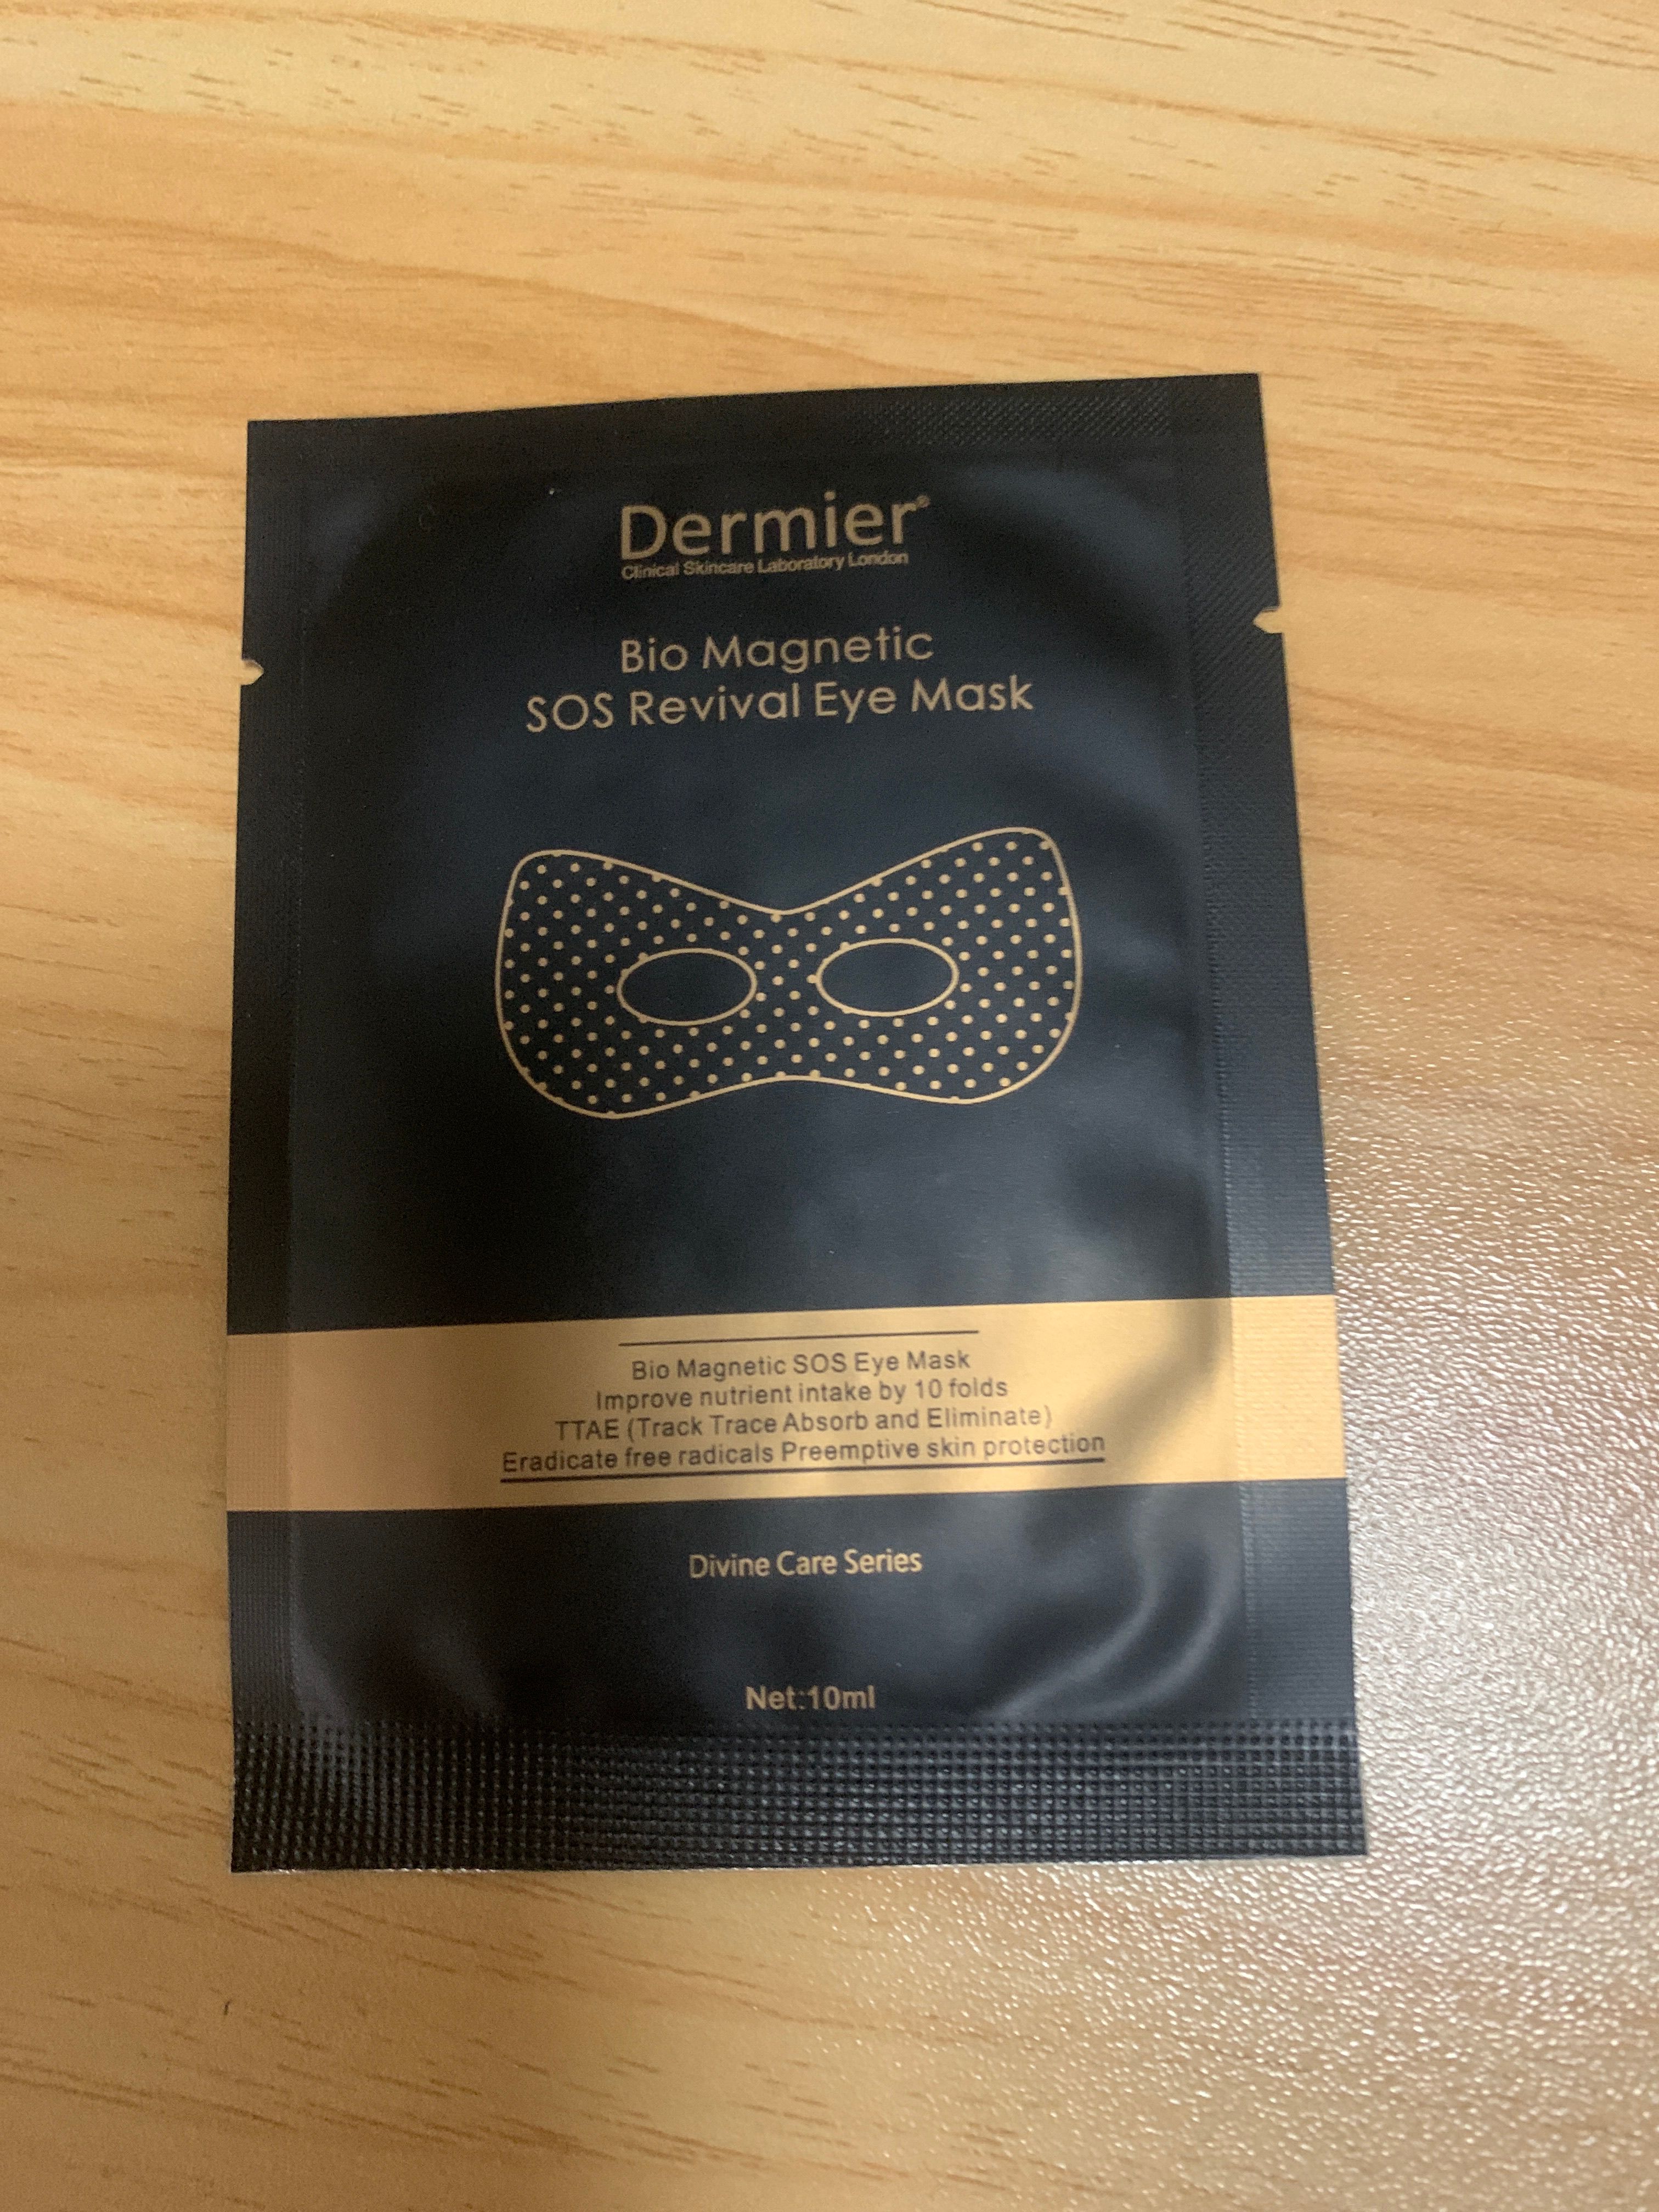 Dermier®
Clinical Skincare Laboratory London
Bio Magnetic
SOS Revival Eye Mask
Bio Magnetic SOS Eye Mask
Improve nutrient intake by 10 folds
TTAE (Track Trace Absorb and Eliminate)
Eradicate free radicals Preemptive skin protection
Divine Care Series
Net:10ml